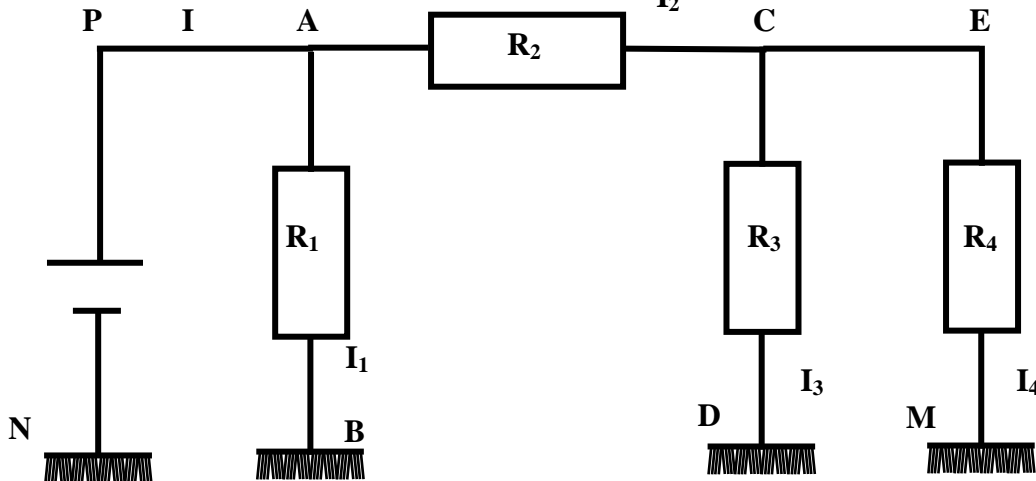 P I A I₂ C E
R₂
R₁ R₃ R₄
I₁
I₃ I₄
N B D M